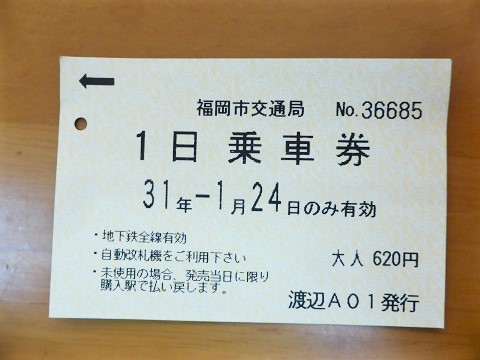 福岡市交通局 No.36685
1日乗車券
31年-1月24日のみ有効
・地下鉄全線有効
・自動改札機をご利用下さい
大人 620円
・未使用の場合、発売当日に限り
購入駅で払い戻します。
渡辺A01発行